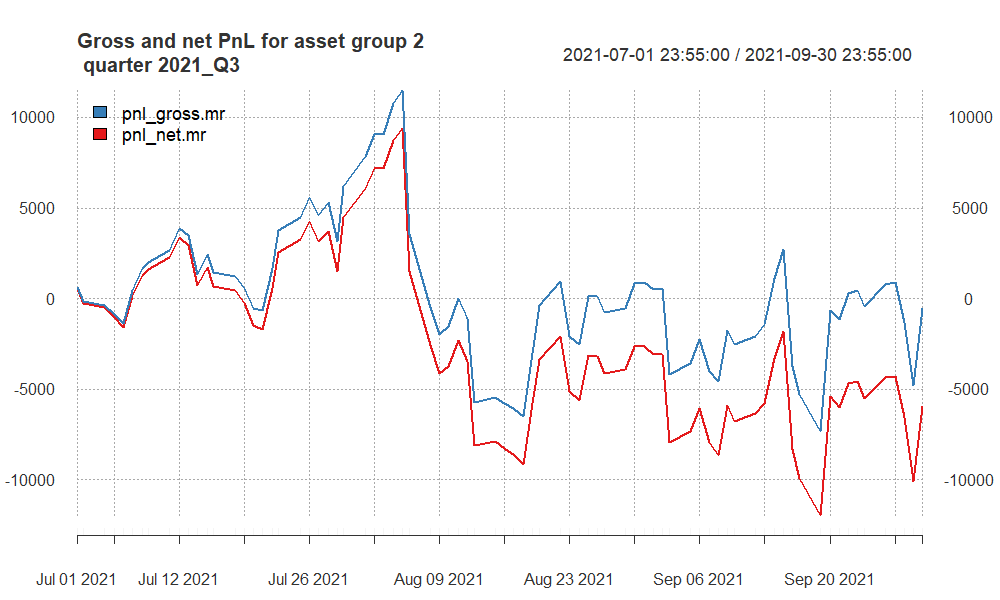 Gross and net PnL for asset group 2
quarter 2021_Q3
2021-07-01 23:55:00 / 2021-09-30 23:55:00
pnl_gross.mr
pnl_net.mr
10000 10000
5000 5000
0 0
-5000 -5000
-10000 -10000
Jul 01 2021 Jul 12 2021 Jul 26 2021 Aug 09 2021 Aug 23 2021 Sep 06 2021 Sep 20 2021